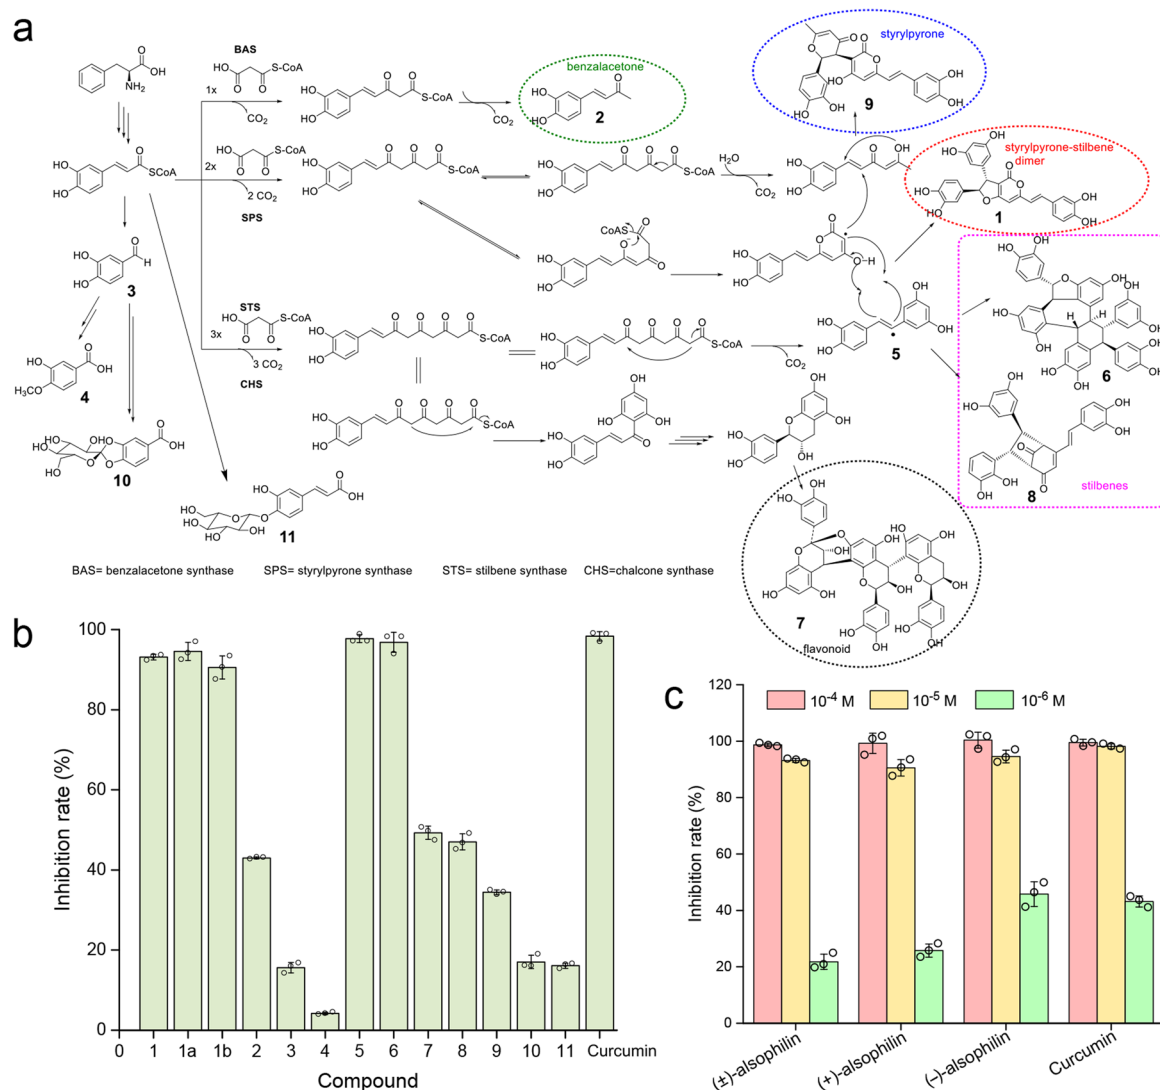 a
BAS
benzalacetone
2
styrylpyrone
9
1x
CO2
2x
2 CO2
SPS
H2O
CO2
styrylpyrone-stilbene
dimer
1
3
STS
3x
3 CO2
CHS
CO2
5
6
4
10
11
8
stilbenes
7
flavonoid
BAS= benzalacetone synthase
SPS= styrylpyrone synthase
STS= stilbene synthase
CHS=chalcone synthase
b
Inhibition rate (%)
100
80
60
40
20
0
0 1 1a 1b 2 3 4 5 6 7 8 9 10 11 Curcumin
Compound
c
10-4 M
10-5 M
10-6 M
Inhibition rate (%)
120
100
80
60
40
20
0
(±)-alsophilin
(+)-alsophilin
(−)-alsophilin
Curcumin